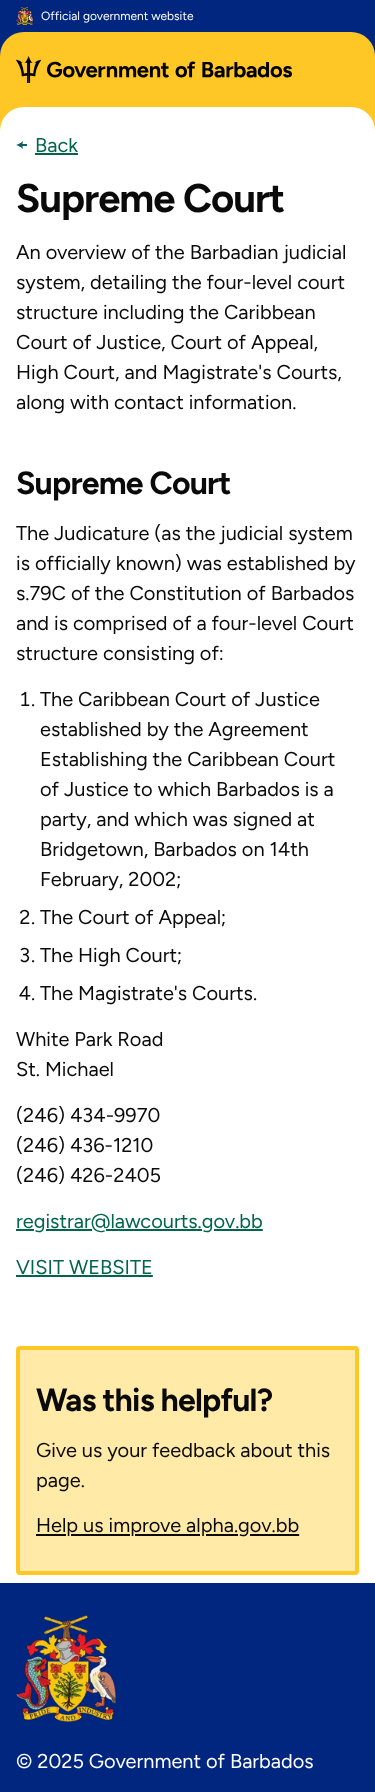 Official government website
Government of Barbados
← Back
Supreme Court
An overview of the Barbadian judicial
system, detailing the four-level court
structure including the Caribbean
Court of Justice, Court of Appeal,
High Court, and Magistrate's Courts,
along with contact information.
Supreme Court
The Judicature (as the judicial system
is officially known) was established by
s.79C of the Constitution of Barbados
and is comprised of a four-level Court
structure consisting of:
1. The Caribbean Court of Justice
established by the Agreement
Establishing the Caribbean Court
of Justice to which Barbados is a
party, and which was signed at
Bridgetown, Barbados on 14th
February, 2002;
2. The Court of Appeal;
3. The High Court;
4. The Magistrate's Courts.
White Park Road
St. Michael
(246) 434-9970
(246) 436-1210
(246) 426-2405
registrar@lawcourts.gov.bb
VISIT WEBSITE
Was this helpful?
Give us your feedback about this
page.
Help us improve alpha.gov.bb
PRIDE AND INDUSTRY
© 2025 Government of Barbados